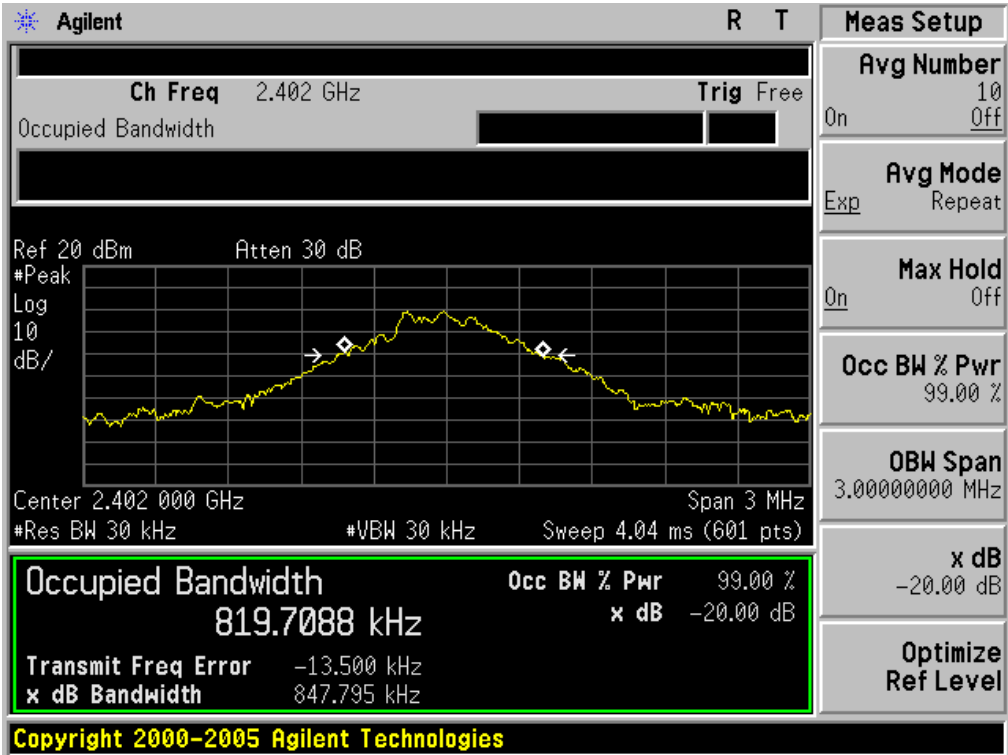 Agilent R T
Ch Freq 2.402 GHz Trig Free
Occupied Bandwidth
Ref 20 dBm Atten 30 dB
#Peak
Log
10
dB/
Center 2.402 000 GHz Span 3 MHz
#Res BW 30 kHz #VBW 30 kHz Sweep 4.04 ms (601 pts)
Occupied Bandwidth
819.7088 kHz
Occ BW % Pwr 99.00 %
x dB -20.00 dB
Transmit Freq Error -13.500 kHz
x dB Bandwidth 847.795 kHz
Copyright 2000-2005 Agilent Technologies
Meas Setup
Avg Number
10
On Off
Avg Mode
Exp Repeat
Max Hold
On Off
Occ BW % Pwr
99.00 %
OBW Span
3.00000000 MHz
x dB
-20.00 dB
Optimize
Ref Level